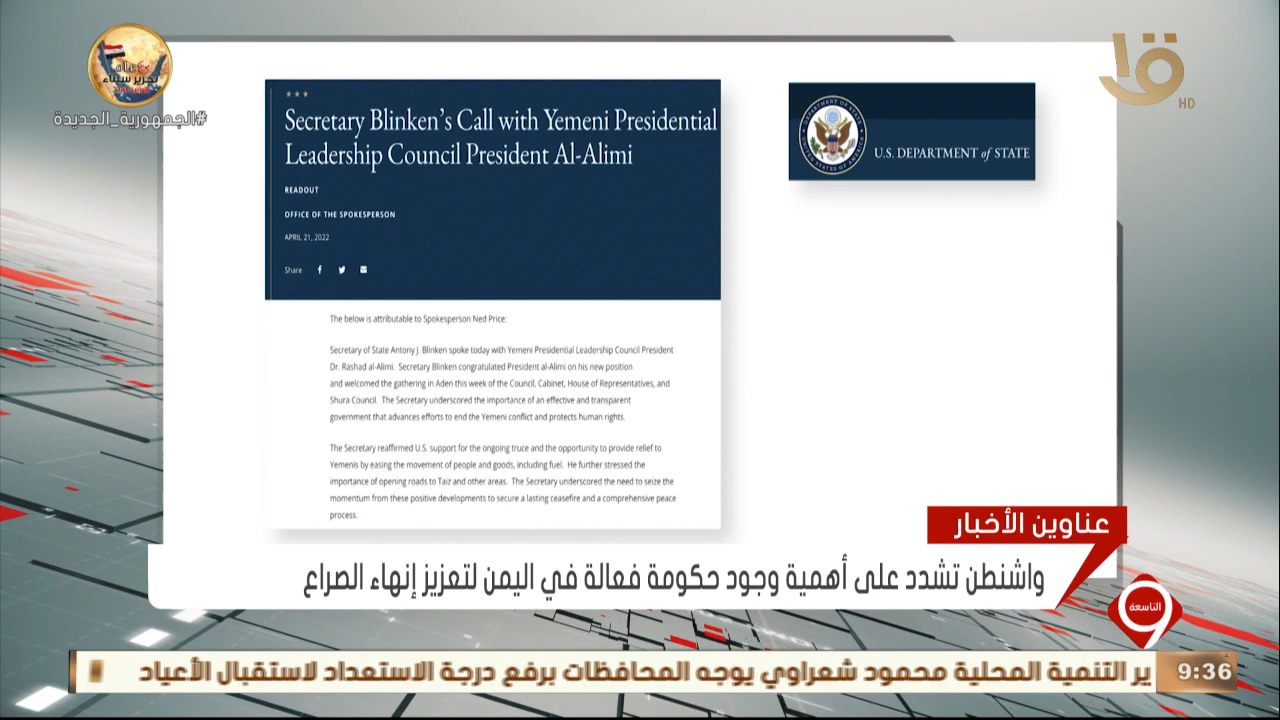 #الجمهورية_الجديدة
HD
★★★
Secretary Blinken's Call with Yemeni Presidential
Leadership Council President Al-Alimi
READOUT
OFFICE OF THE SPOKESPERSON
APRIL 21, 2022
Share
The below is attributable to Spokesperson Ned Price:
Secretary of State Antony J. Blinken spoke today with Yemeni Presidential Leadership Council President
Dr. Rashad al-Alimi. Secretary Blinken congratulated President al-Alimi on his new position
and welcomed the gathering in Aden this week of the Council, Cabinet, House of Representatives, and
Shura Council. The Secretary underscored the importance of an effective and transparent
government that advances efforts to end the Yemeni conflict and protects human rights.
The Secretary reaffirmed U.S. support for the ongoing truce and the opportunity to provide relief to
Yemenis by easing the movement of people and goods, including fuel. He further stressed the
importance of opening roads to Taiz and other areas. The Secretary underscored the need to seize the
momentum from these positive developments to secure a lasting ceasefire and a comprehensive peace
process.
U.S. DEPARTMENT of STATE
عناوين الأخبار
واشنطن تشدد على أهمية وجود حكومة فعالة في اليمن لتعزيز إنهاء الصراع
التاسعة
9
9:36
ير التنمية المحلية محمود شعراوي يوجه المحافظات برفع درجة الاستعداد لاستقبال الأعياد